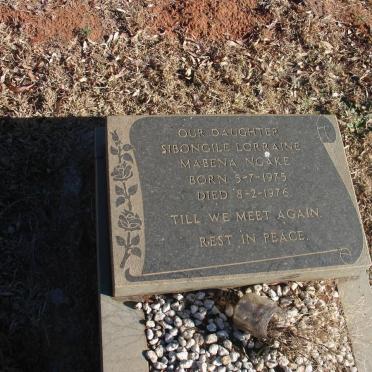 OUR DAUGHTER
SIBONGILE LORRAINE
MABENA NGAKE
BORN 5-7-1975
DIED 8-2-1976
TILL WE MEET AGAIN
REST IN PEACE.